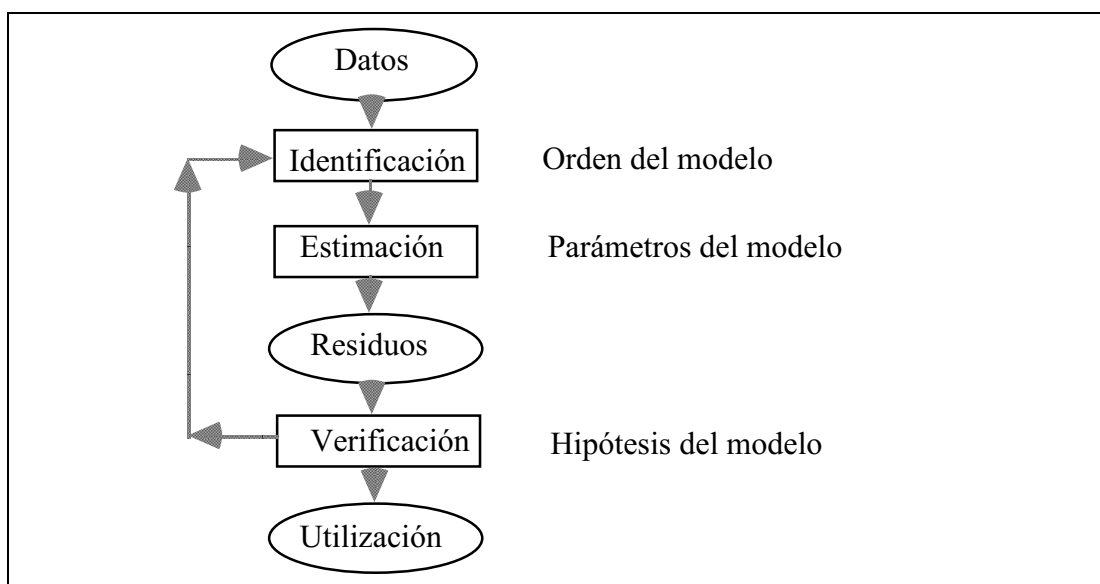 Datos
Identificación
Orden del modelo
Estimación
Parámetros del modelo
Residuos
Verificación
Hipótesis del modelo
Utilización